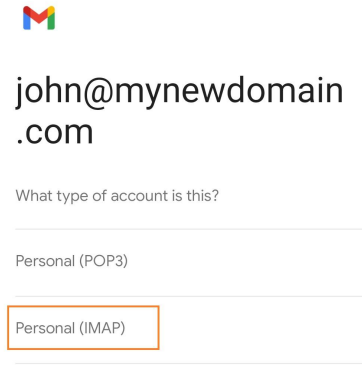 john@mynewdomain
.com
What type of account is this?
Personal (POP3)
Personal (IMAP)